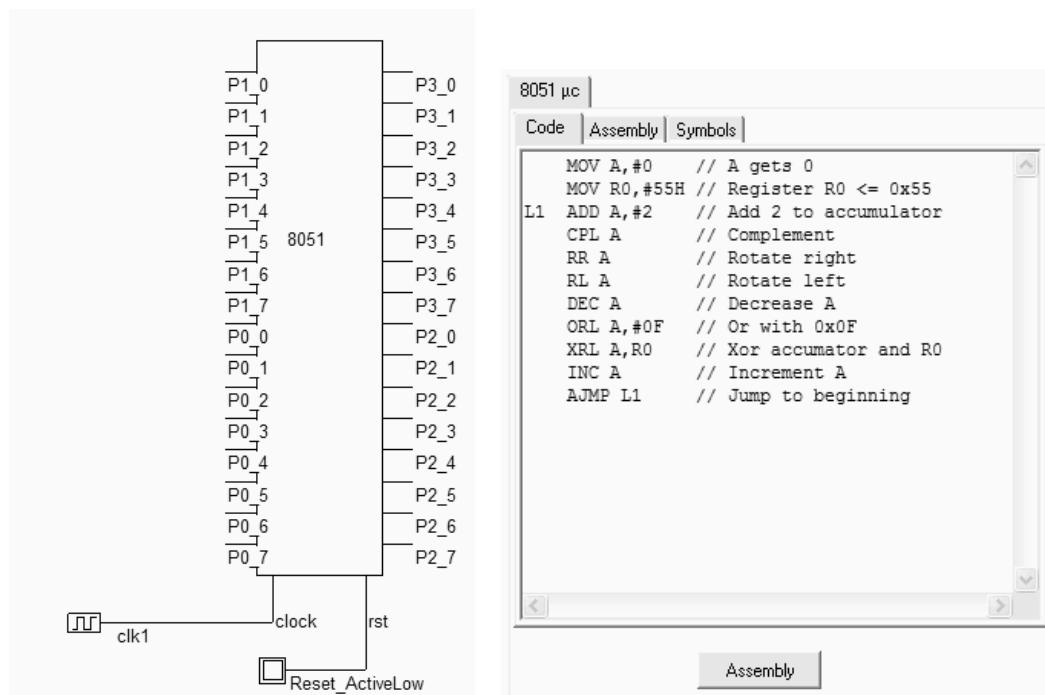 P1_0 P3_0
P1_1 P3_1
P1_2 P3_2
P1_3 P3_3
P1_4 P3_4
P1_5 8051 P3_5
P1_6 P3_6
P1_7 P3_7
P0_0 P2_0
P0_1 P2_1
P0_2 P2_2
P0_3 P2_3
P0_4 P2_4
P0_5 P2_5
P0_6 P2_6
P0_7 P2_7
clock rst
clk1
Reset_ActiveLow
8051 µc
Code Assembly Symbols
MOV A,#0 // A gets 0
MOV R0,#55H // Register R0 <= 0x55
L1 ADD A,#2 // Add 2 to accumulator
CPL A // Complement
RR A // Rotate right
RL A // Rotate left
DEC A // Decrease A
ORL A,#0F // Or with 0x0F
XRL A,R0 // Xor accumator and R0
INC A // Increment A
AJMP L1 // Jump to beginning
Assembly